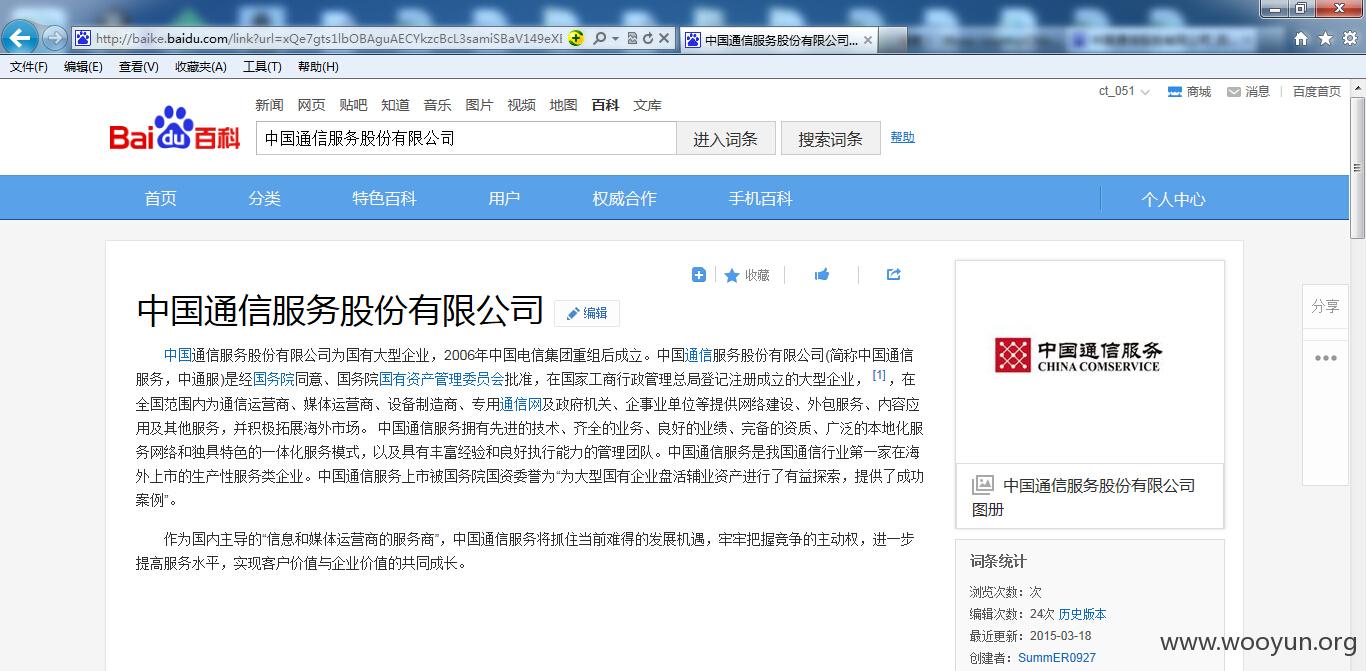 http://baike.baidu.com/link?url=xQe7gts1lbOBAguAECYkzcBcL3samiSBaV149eXI
中国通信服务股份有限公司...
文件(F) 编辑(E) 查看(V) 收藏夹(A) 工具(T) 帮助(H)
ct_051 商城 消息 百度首页
新闻 网页 贴吧 知道 音乐 图片 视频 地图 百科 文库
Baidu百科
中国通信服务股份有限公司 进入词条 搜索词条 帮助
首页 分类 特色百科 用户 权威合作 手机百科 个人中心
收藏
分享
中国通信服务股份有限公司 编辑
中国通信服务股份有限公司为国有大型企业，2006年中国电信集团重组后成立。中国通信服务股份有限公司(简称中国通信
服务，中通服)是经国务院同意、国务院国有资产管理委员会批准，在国家工商行政管理总局登记注册成立的大型企业， [1] ，在
全国范围内为通信运营商、媒体运营商、设备制造商、专用通信网及政府机关、企事业单位等提供网络建设、外包服务、内容应
用及其他服务，并积极拓展海外市场。 中国通信服务拥有先进的技术、齐全的业务、良好的业绩、完备的资质、广泛的本地化服
务网络和独具特色的一体化服务模式，以及具有丰富经验和良好执行能力的管理团队。中国通信服务是我国通信行业第一家在海
外上市的生产性服务类企业。中国通信服务上市被国务院国资委誉为“为大型国有企业盘活辅业资产进行了有益探索，提供了成功
案例”。
作为国内主导的“信息和媒体运营商的服务商”，中国通信服务将抓住当前难得的发展机遇，牢牢把握竞争的主动权，进一步
提高服务水平，实现客户价值与企业价值的共同成长。
中国通信服务
CHINA COMSERVICE
中国通信服务股份有限公司
图册
词条统计
浏览次数：次
编辑次数：24次 历史版本
最近更新：2015-03-18
创建者：SummER0927
www.wooyun.org